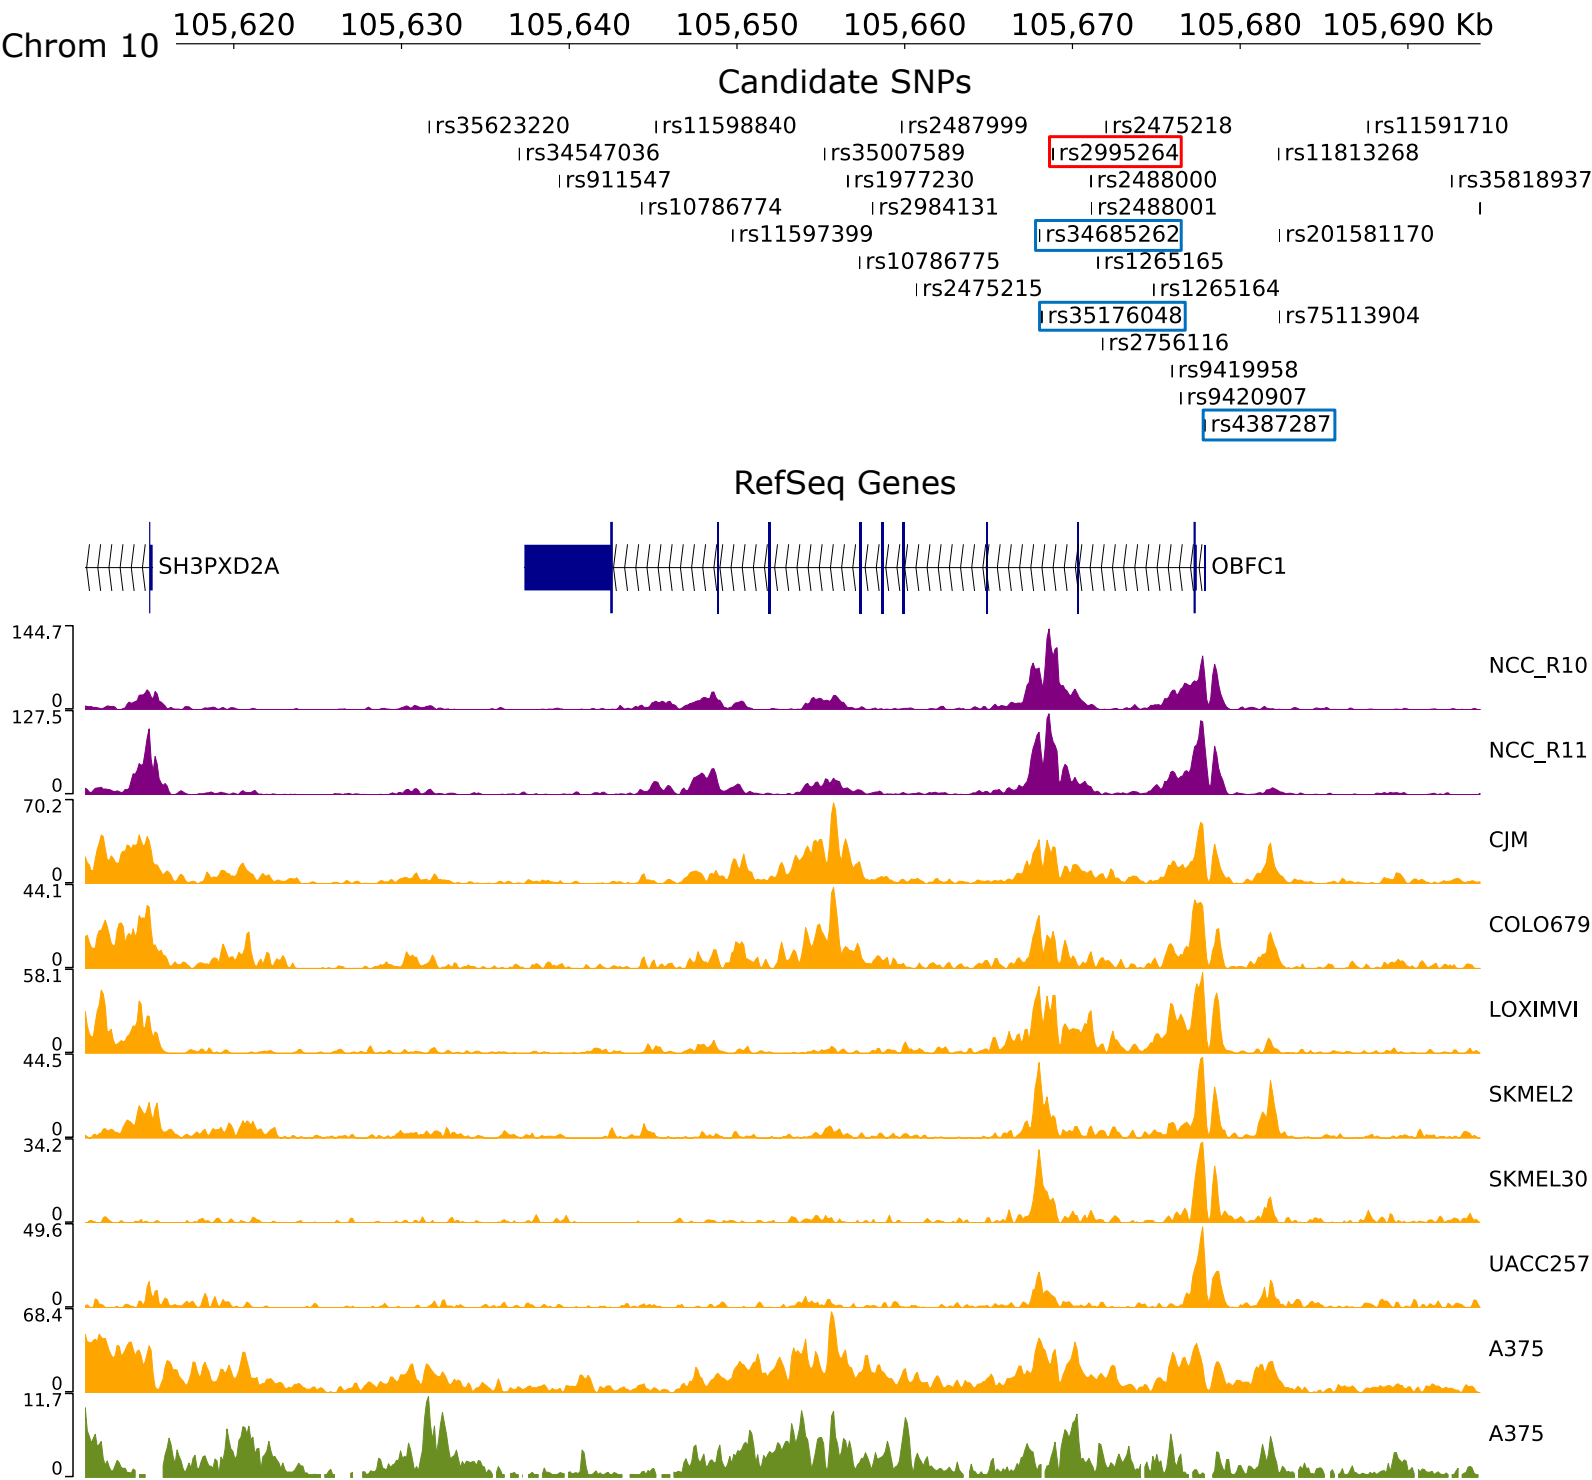 105,620 105,630 105,640 105,650 105,660 105,670 105,680 105,690 Kb
Chrom 10
Candidate SNPs
rs35623220 rs11598840 rs2487999 rs2475218 rs11591710
rs34547036 rs35007589 rs2995264 rs11813268
rs911547 rs1977230 rs2488000 rs35818937
rs10786774 rs2984131 rs2488001
rs11597399 rs34685262 rs201581170
rs10786775 rs1265165
rs2475215 rs1265164
rs35176048 rs75113904
rs2756116
rs9419958
rs9420907
rs4387287
RefSeq Genes
SH3PXD2A OBFC1
144.7
NCC_R10
0
127.5
NCC_R11
0
70.2
CJM
0
44.1
COLO679
0
58.1
LOXIMVI
0
44.5
SKMEL2
0
34.2
SKMEL30
0
49.6
UACC257
0
68.4
A375
0
11.7
A375
0